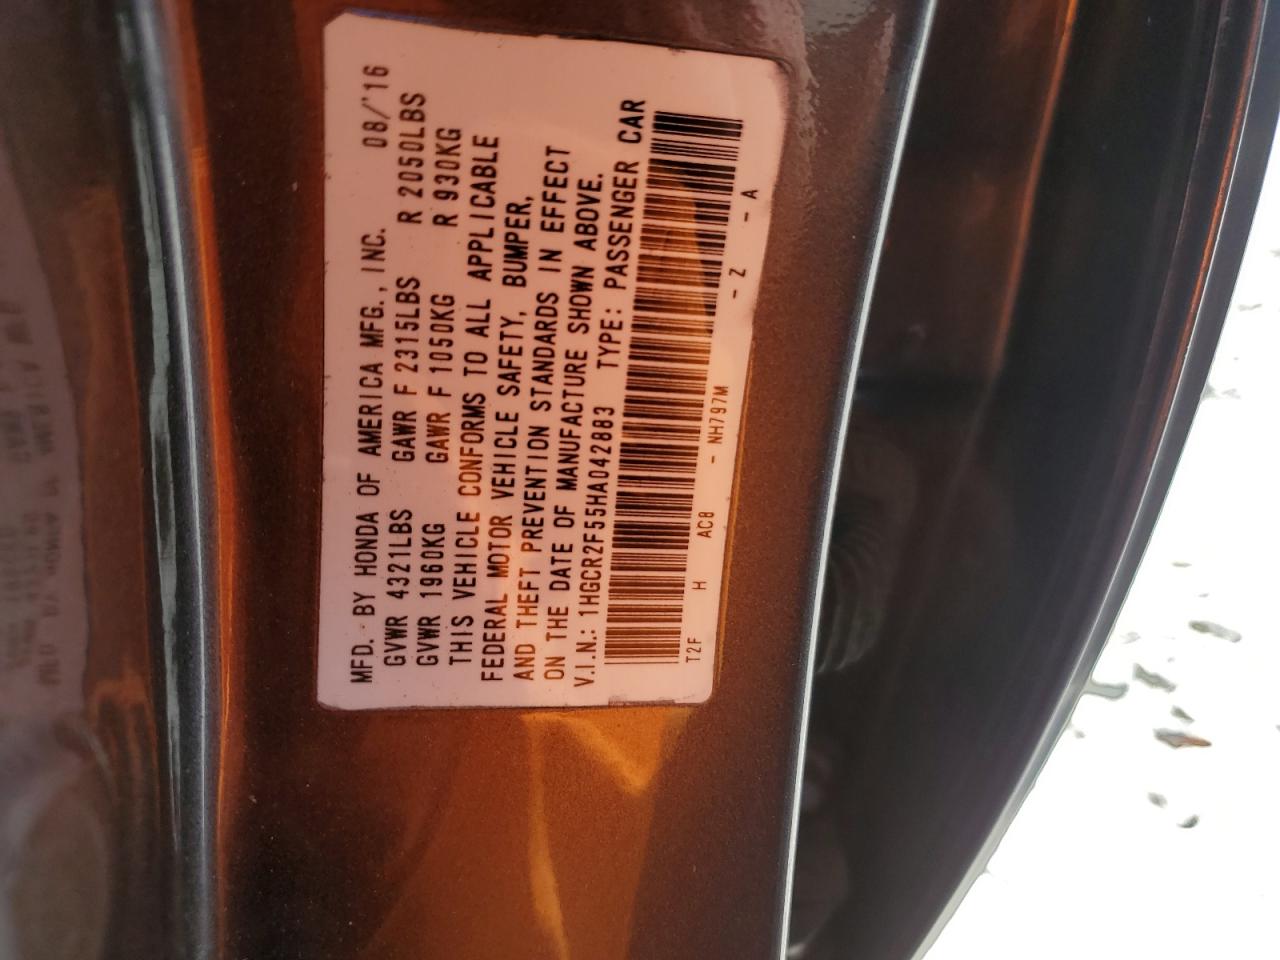 MFD. BY HONDA OF AMERICA MFG., INC. 08/'16
GVWR 4321LBS GAWR F 2315LBS R 2050LBS
GVWR 1960KG GAWR F 1050KG R 930KG
THIS VEHICLE CONFORMS TO ALL APPLICABLE
FEDERAL MOTOR VEHICLE SAFETY, BUMPER,
AND THEFT PREVENTION STANDARDS IN EFFECT
ON THE DATE OF MANUFACTURE SHOWN ABOVE.
V.I.N.: 1HGCR2F55HA042883 TYPE: PASSENGER CAR
T2F H AC8 - NH797M - Z - A